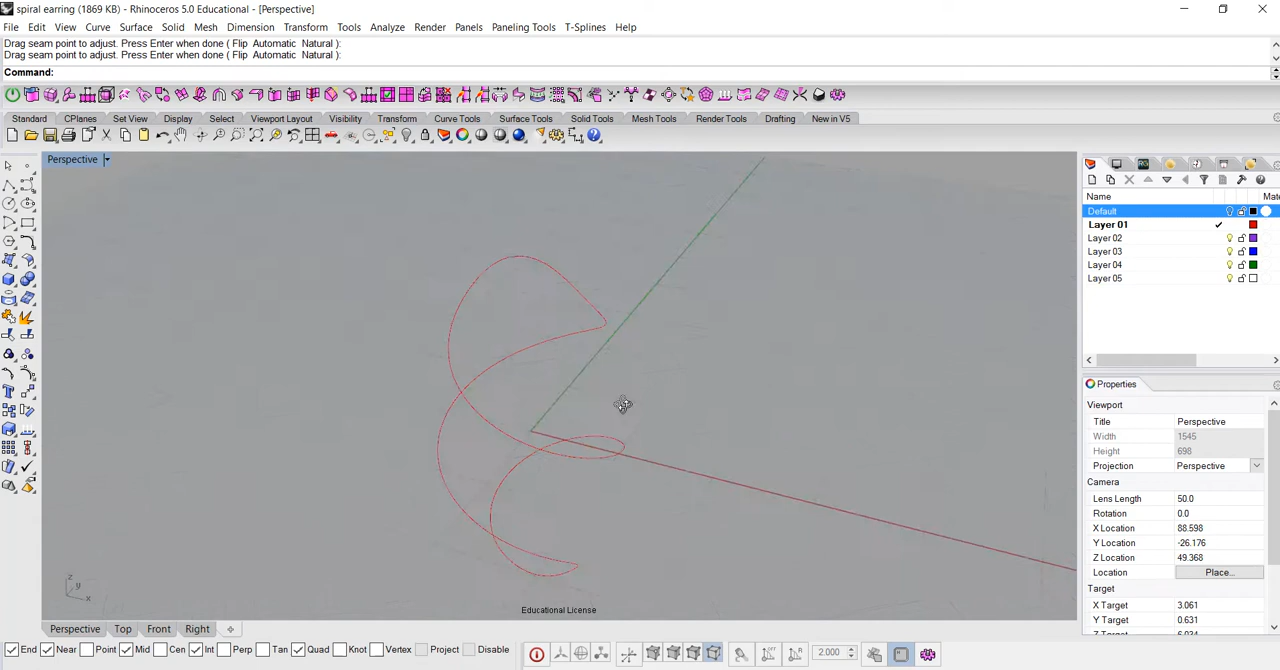 spiral earring (1869 KB) - Rhinoceros 5.0 Educational - [Perspective]
File Edit View Curve Surface Solid Mesh Dimension Transform Tools Analyze Render Panels Paneling Tools T-Splines Help
Drag seam point to adjust. Press Enter when done ( Flip Automatic Natural ):
Drag seam point to adjust. Press Enter when done ( Flip Automatic Natural ):
Command:
Standard CPlanes Set View Display Select Viewport Layout Visibility Transform Curve Tools Surface Tools Solid Tools Mesh Tools Render Tools Drafting New in V5
Perspective
Name Mate
Default
Layer 01
Layer 02
Layer 03
Layer 04
Layer 05
Properties
Viewport
Title Perspective
Width 1545
Height 698
Projection Perspective
Camera
Lens Length 50.0
Rotation 0.0
X Location 88.598
Y Location -26.176
Z Location 49.368
Location Place...
Target
X Target 3.061
Y Target 0.631
Z Target 6.034
z
y
x
Educational License
Perspective Top Front Right
End Near Point Mid Cen Int Perp Tan Quad Knot Vertex Project Disable
2.000